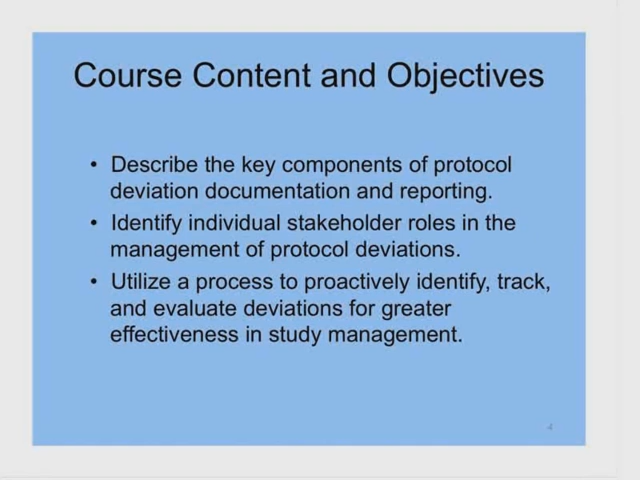 Course Content and Objectives
• Describe the key components of protocol
deviation documentation and reporting.
• Identify individual stakeholder roles in the
management of protocol deviations.
• Utilize a process to proactively identify, track,
and evaluate deviations for greater
effectiveness in study management.
4